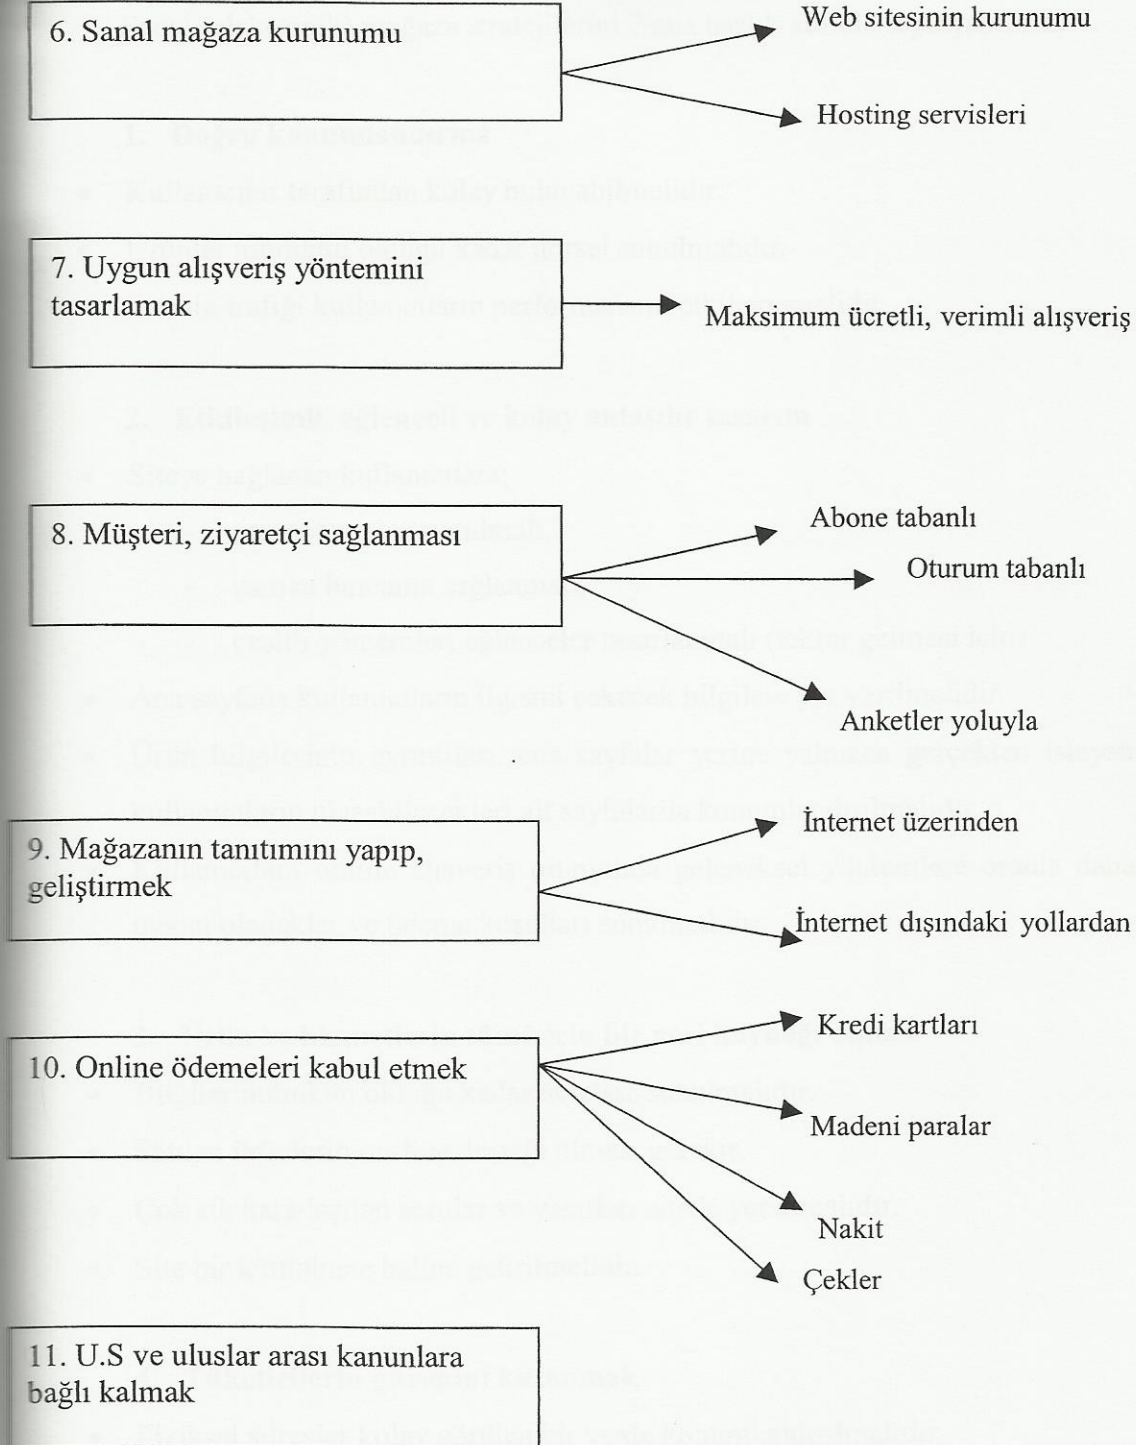 6. Sanal mağaza kurunumu
Web sitesinin kurunumu
Hosting servisleri
7. Uygun alışveriş yöntemini
tasarlamak
Maksimum ücretli, verimli alışveriş
8. Müşteri, ziyaretçi sağlanması
Abone tabanlı
Oturum tabanlı
Anketler yoluyla
9. Mağazanın tanıtımını yapıp,
geliştirmek
İnternet üzerinden
İnternet dışındaki yollardan
10. Online ödemeleri kabul etmek
Kredi kartları
Madeni paralar
Nakit
Çekler
11. U.S ve uluslar arası kanunlara
bağlı kalmak